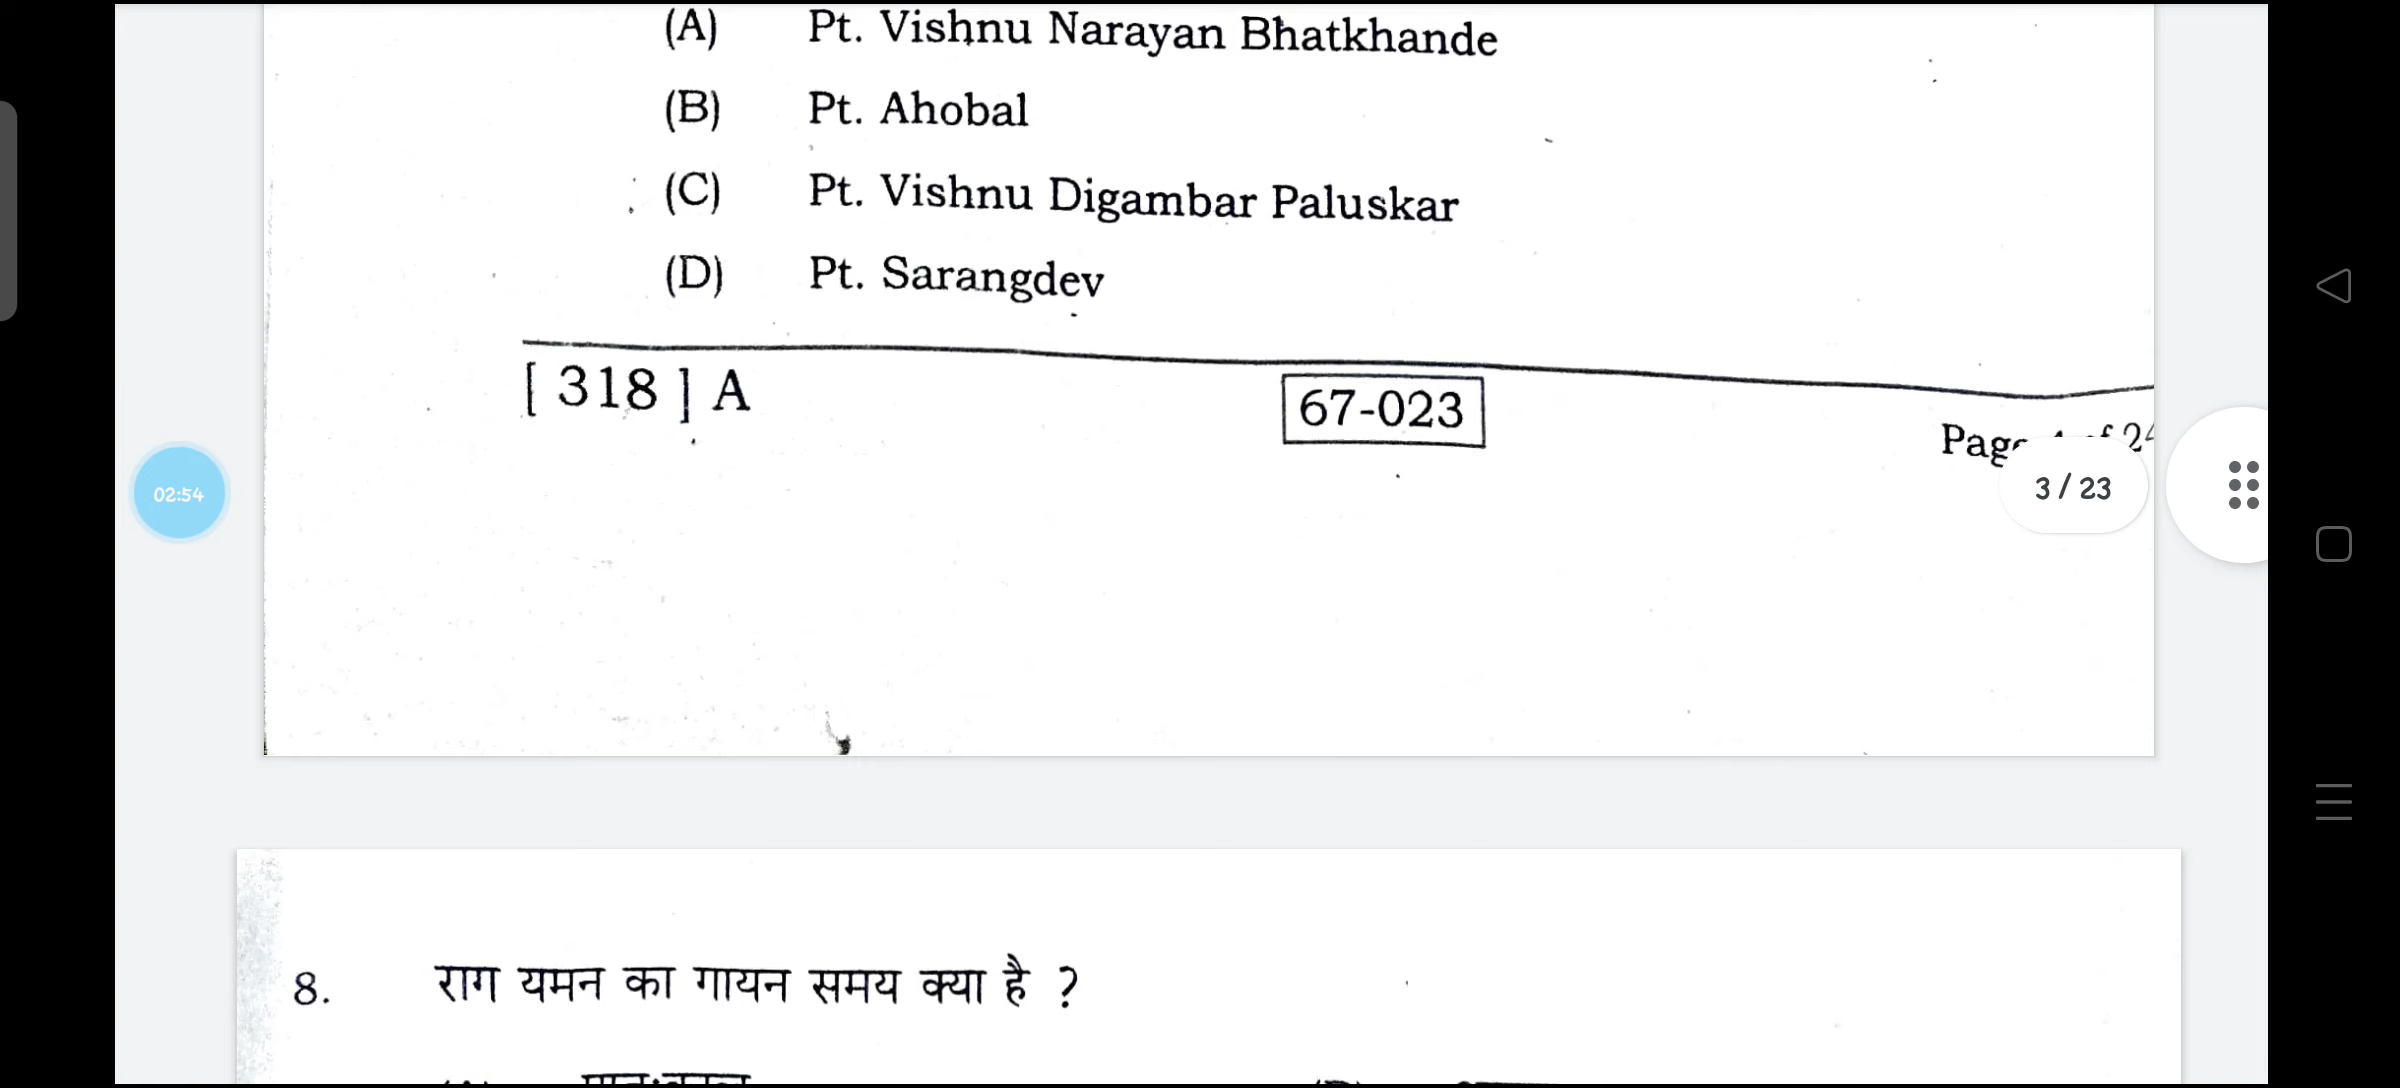 (A) Pt. Vishnu Narayan Bhatkhande
(B) Pt. Ahobal
(C) Pt. Vishnu Digambar Paluskar
(D) Pt. Sarangdev
[ 318 ] A 67-023
3 / 23
02:54
8. राग यमन का गायन समय क्या है ?